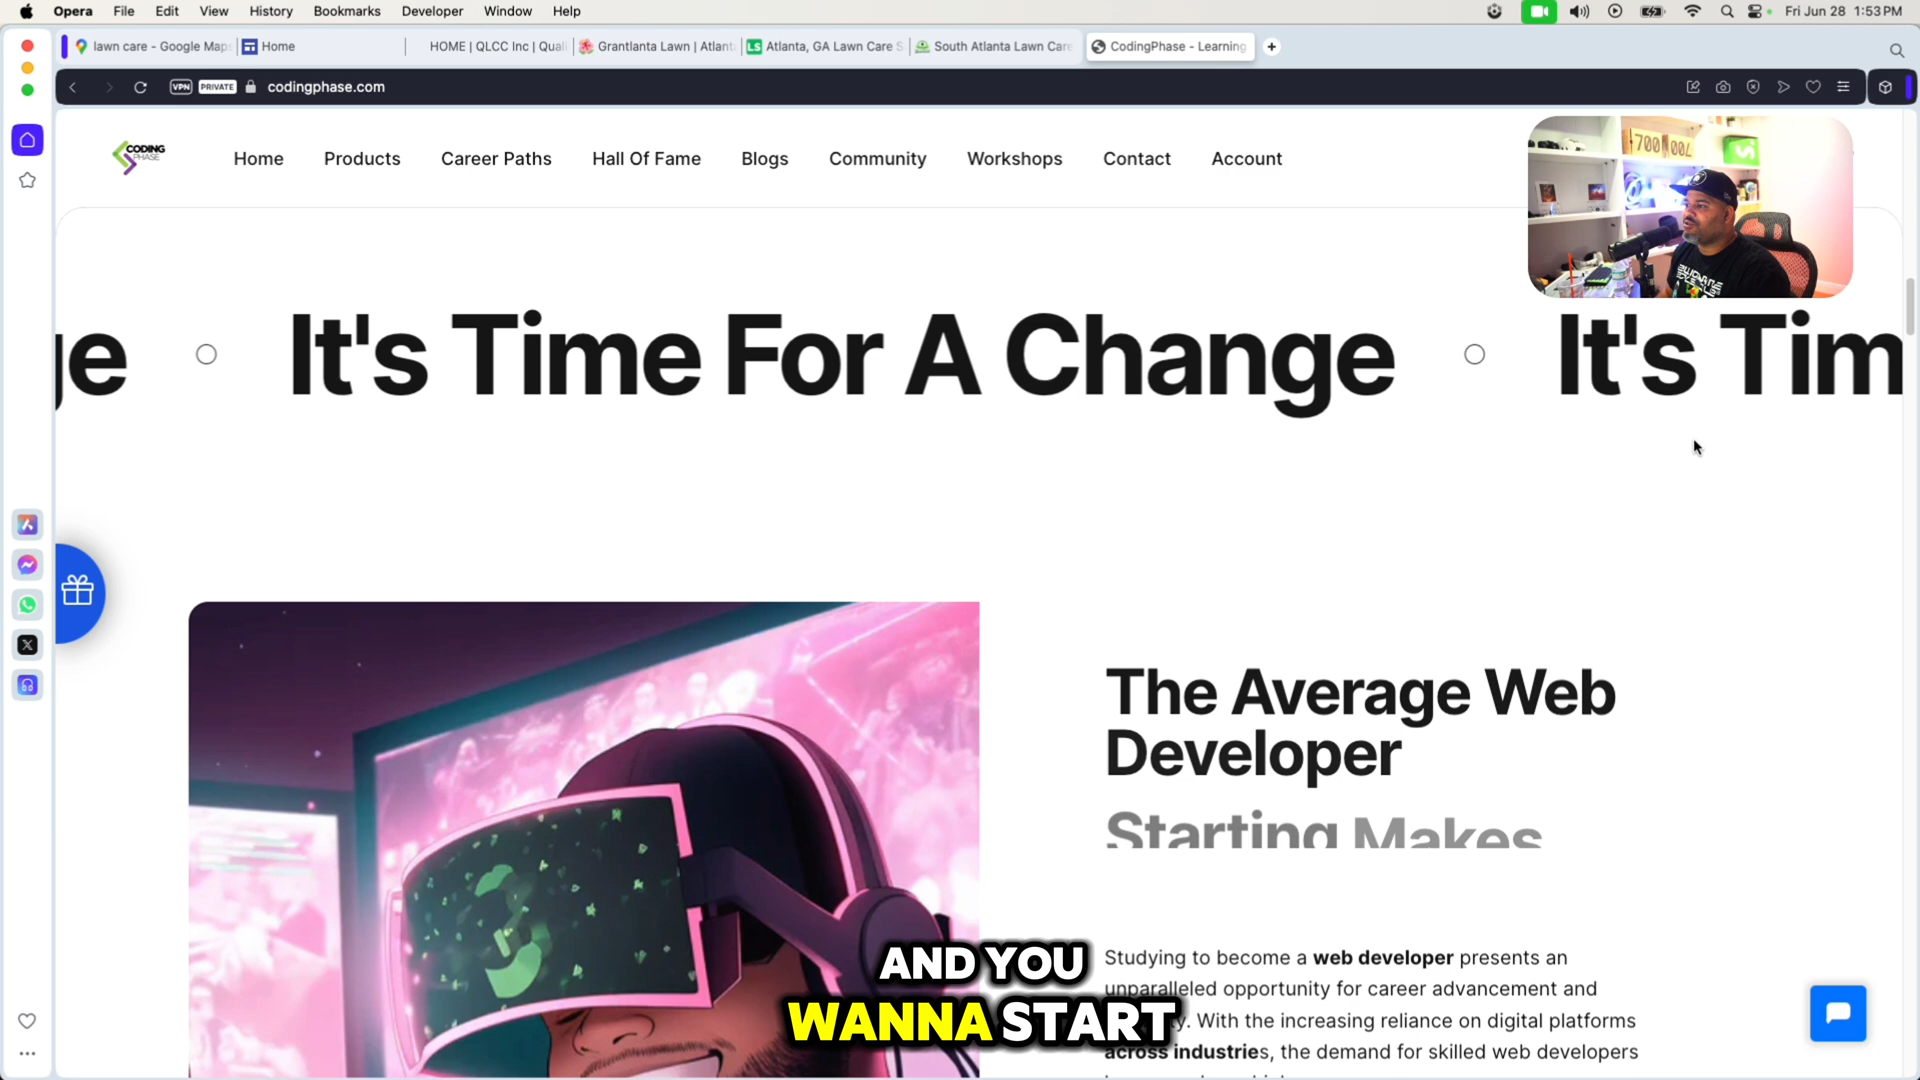 Opera File Edit View History Bookmarks Developer Window Help Fri Jun 28 1:53 PM
lawn care - Google Maps Home HOME | QLCC Inc | Quali Grantlanta Lawn | Atlant LS Atlanta, GA Lawn Care S South Atlanta Lawn Care CodingPhase - Learning
VPN PRIVATE codingphase.com
CODING PHASE Home Products Career Paths Hall Of Fame Blogs Community Workshops Contact Account
700 700
ge It's Time For A Change It's Tim
The Average Web
Developer
Starting Makes
Studying to become a web developer presents an
unparalleled opportunity for career advancement and
y. With the increasing reliance on digital platforms
across industries, the demand for skilled web developers
AND YOU
WANNA START